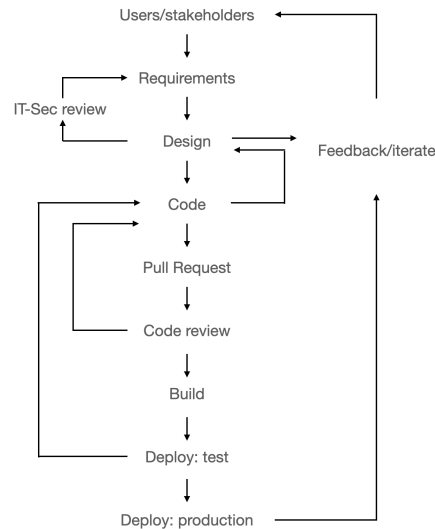 Users/stakeholders
Requirements
IT-Sec review
Design
Feedback/iterate
Code
Pull Request
Code review
Build
Deploy: test
Deploy: production